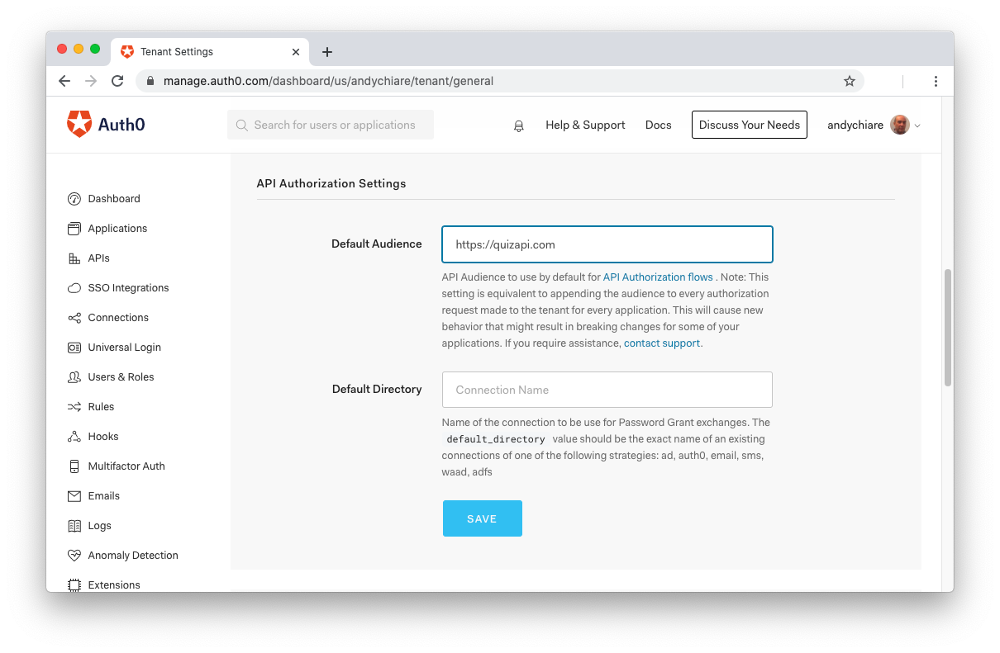 Tenant Settings
manage.auth0.com/dashboard/us/andychiare/tenant/general
Auth0
Search for users or applications
Help & Support
Docs
Discuss Your Needs
andychiare
Dashboard
Applications
APIs
SSO Integrations
Connections
Universal Login
Users & Roles
Rules
Hooks
Multifactor Auth
Emails
Logs
Anomaly Detection
Extensions
API Authorization Settings
Default Audience
https://quizapi.com
API Audience to use by default for API Authorization flows . Note: This
setting is equivalent to appending the audience to every authorization
request made to the tenant for every application. This will cause new
behavior that might result in breaking changes for some of your
applications. If you require assistance, contact support.
Default Directory
Connection Name
Name of the connection to be use for Password Grant exchanges. The
default_directory value should be the exact name of an existing
connections of one of the following strategies: ad, auth0, email, sms,
waad, adfs
SAVE